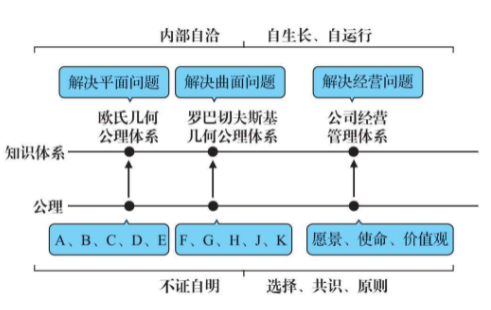 内部自洽 自生长、自运行
解决平面问题 解决曲面问题 解决经营问题
欧氏几何 罗巴切夫斯基 公司经营
公理体系 几何公理体系 管理体系
知识体系
公理
A、B、C、D、E F、G、H、J、K 愿景、使命、价值观
不证自明 选择、共识、原则